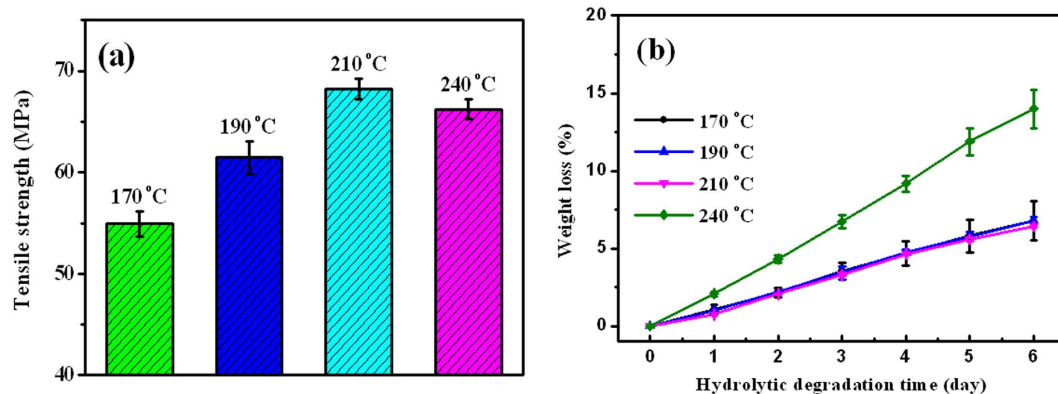 (a)
170 °C
190 °C
210 °C
240 °C
70
60
50
40
Tensile strength (MPa)
(b)
170 °C
190 °C
210 °C
240 °C
20
15
10
5
0
Weight loss (%)
0 1 2 3 4 5 6
Hydrolytic degradation time (day)